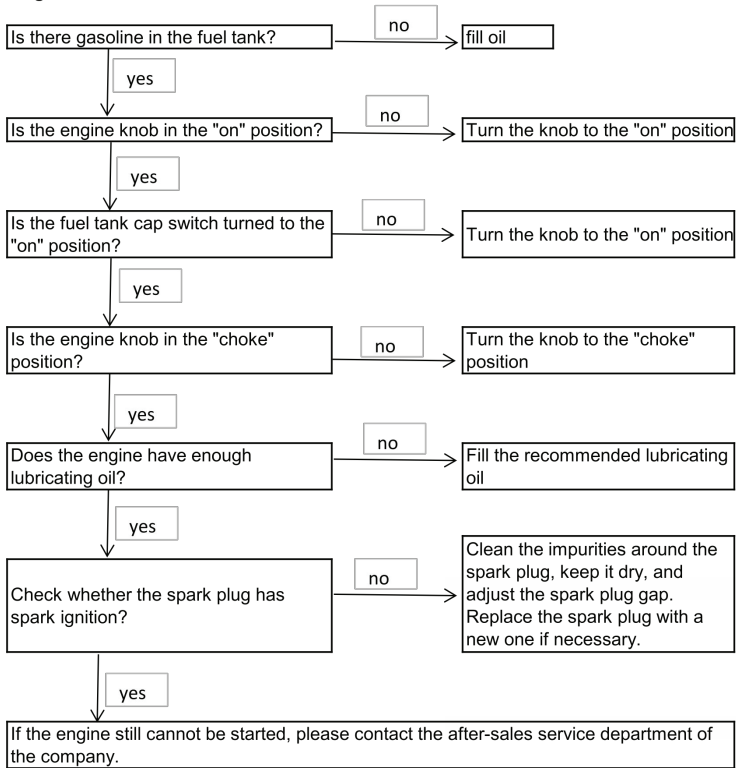 Is there gasoline in the fuel tank?
no
fill oil
yes
Is the engine knob in the "on" position?
no
Turn the knob to the "on" position
yes
Is the fuel tank cap switch turned to the
"on" position?
no
Turn the knob to the "on" position
yes
Is the engine knob in the "choke"
position?
no
Turn the knob to the "choke"
position
yes
Does the engine have enough
lubricating oil?
no
Fill the recommended lubricating
oil
yes
Check whether the spark plug has
spark ignition?
no
Clean the impurities around the
spark plug, keep it dry, and
adjust the spark plug gap.
Replace the spark plug with a
new one if necessary.
yes
If the engine still cannot be started, please contact the after-sales service department of
the company.